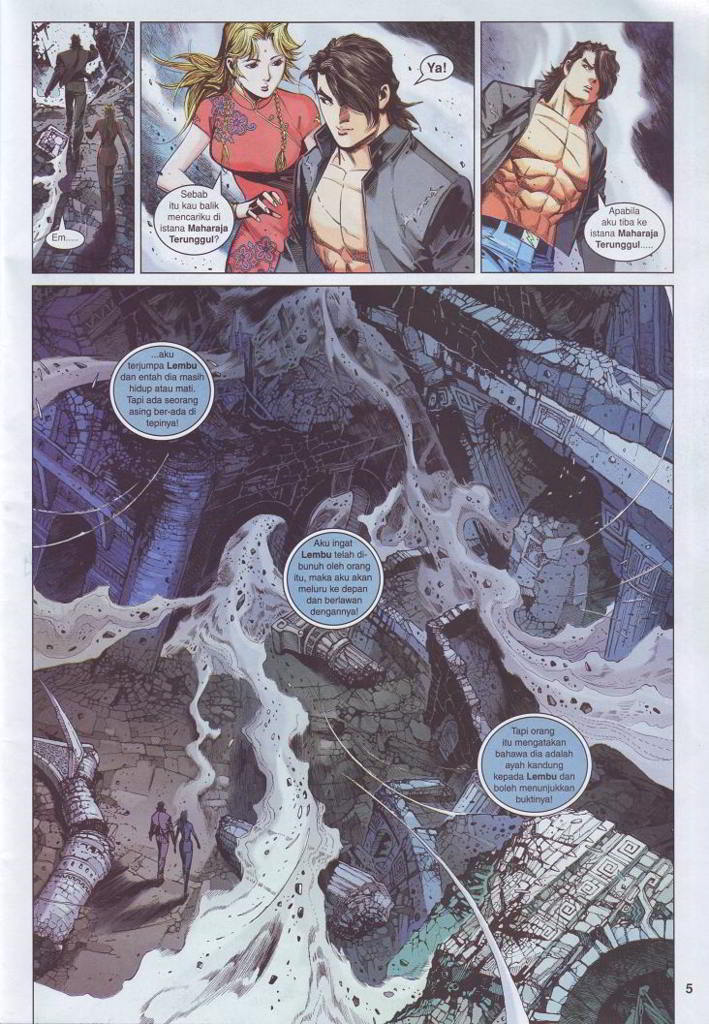 Em.....
Sebab
itu kau balik
mencariku di
istana Maharaja
Terunggul?
Ya!
Apabila
aku tiba ke
istana Maharaja
Terunggul.....
...aku
terjumpa Lembu
dan entah dia masih
hidup atau mati.
Tapi ada seorang
asing ber-ada di
tepinya!
Aku ingat
Lembu telah di-
bunuh oleh orang
itu, maka aku akan
meluru ke depan
dan berlawan
dengannya!
Tapi orang
itu mengatakan
bahawa dia adalah
ayah kandung
kepada Lembu dan
boleh menunjukkan
buktinya!
5